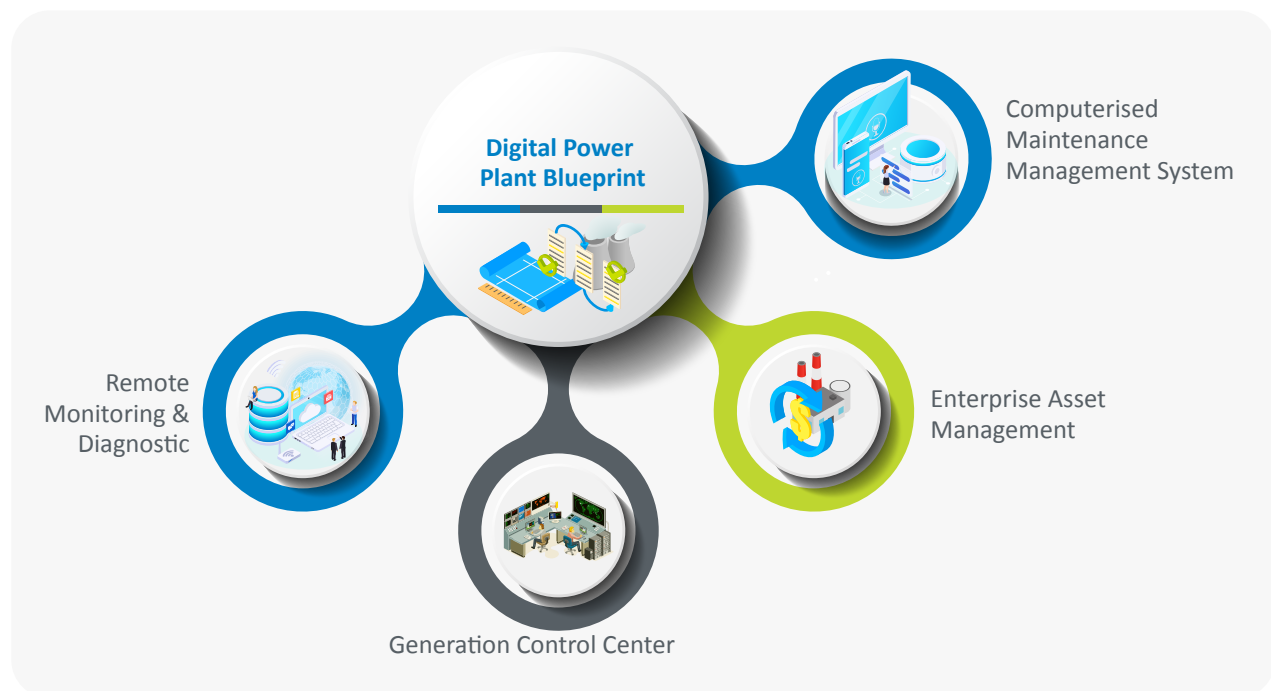 Digital Power
Plant Blueprint
Computerised
Maintenance
Management System
Remote
Monitoring &
Diagnostic
Enterprise Asset
Management
Generation Control Center